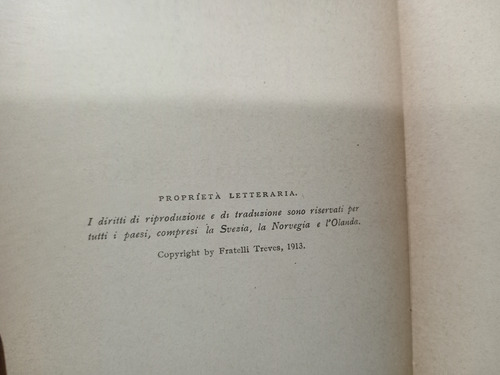 PROPRIETÀ LETTERARIA.
I diritti di riproduzione e di traduzione sono riservati per
tutti i paesi, compresi la Svezia, la Norvegia e l'Olanda.
Copyright by Fratelli Treves, 1913.